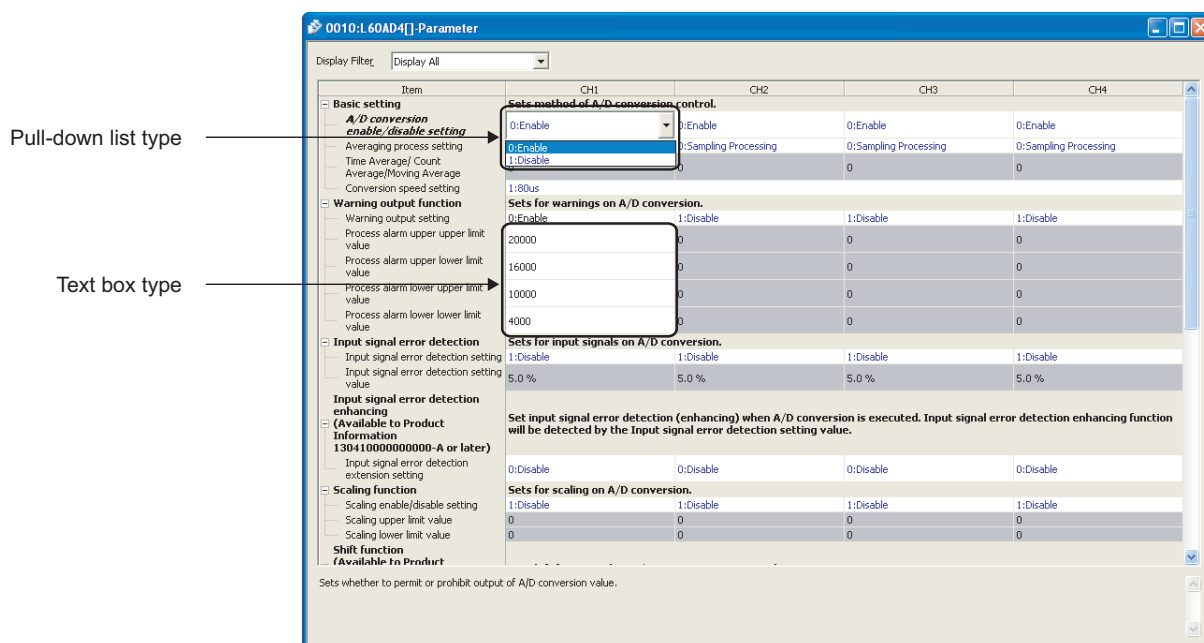 0010:L60AD4[]-Parameter
Display Filter Display All
Item CH1 CH2 CH3 CH4
Basic setting Sets method of A/D conversion control.
A/D conversion
enable/disable setting 0:Enable 0:Enable 0:Enable 0:Enable
Pull-down list type
Averaging process setting 0:Enable 0:Sampling Processing 0:Sampling Processing 0:Sampling Processing
Time Average/ Count
Average/Moving Average 1:Disable 0 0 0
Conversion speed setting 1:80us
Warning output function Sets for warnings on A/D conversion.
Warning output setting 0:Enable 1:Disable 1:Disable 1:Disable
Process alarm upper upper limit
value 20000 0 0 0
Process alarm upper lower limit
value 16000 0 0 0
Text box type
Process alarm lower upper limit
value 10000 0 0 0
Process alarm lower lower limit
value 4000 0 0 0
Input signal error detection Sets for input signals on A/D conversion.
Input signal error detection setting 1:Disable 1:Disable 1:Disable 1:Disable
Input signal error detection setting
value 5.0 % 5.0 % 5.0 % 5.0 %
Input signal error detection
enhancing
(Available to Product
Information
130410000000000-A or later)
Set input signal error detection (enhancing) when A/D conversion is executed. Input signal error detection enhancing function
will be detected by the Input signal error detection setting value.
Input signal error detection
extension setting 0:Disable 0:Disable 0:Disable 0:Disable
Scaling function Sets for scaling on A/D conversion.
Scaling enable/disable setting 1:Disable 1:Disable 1:Disable 1:Disable
Scaling upper limit value 0 0 0 0
Scaling lower limit value 0 0 0 0
Shift function
(Available to Product
Sets whether to permit or prohibit output of A/D conversion value.